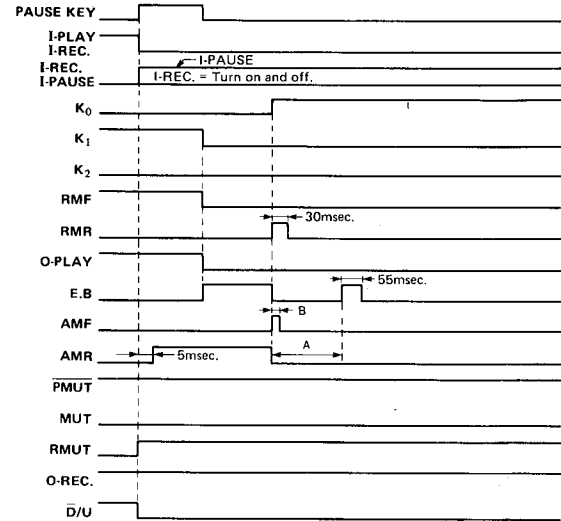 PAUSE KEY
I-PLAY
I-REC.
I-REC.
I-PAUSE
I-PAUSE
I-REC. = Turn on and off.
K0
K1
K2
RMF
RMR
30msec.
O-PLAY
E.B
55msec.
AMF
B
AMR
5msec.
A
P̅M̅U̅T̅
MUT
RMUT
O-REC.
D̅/U